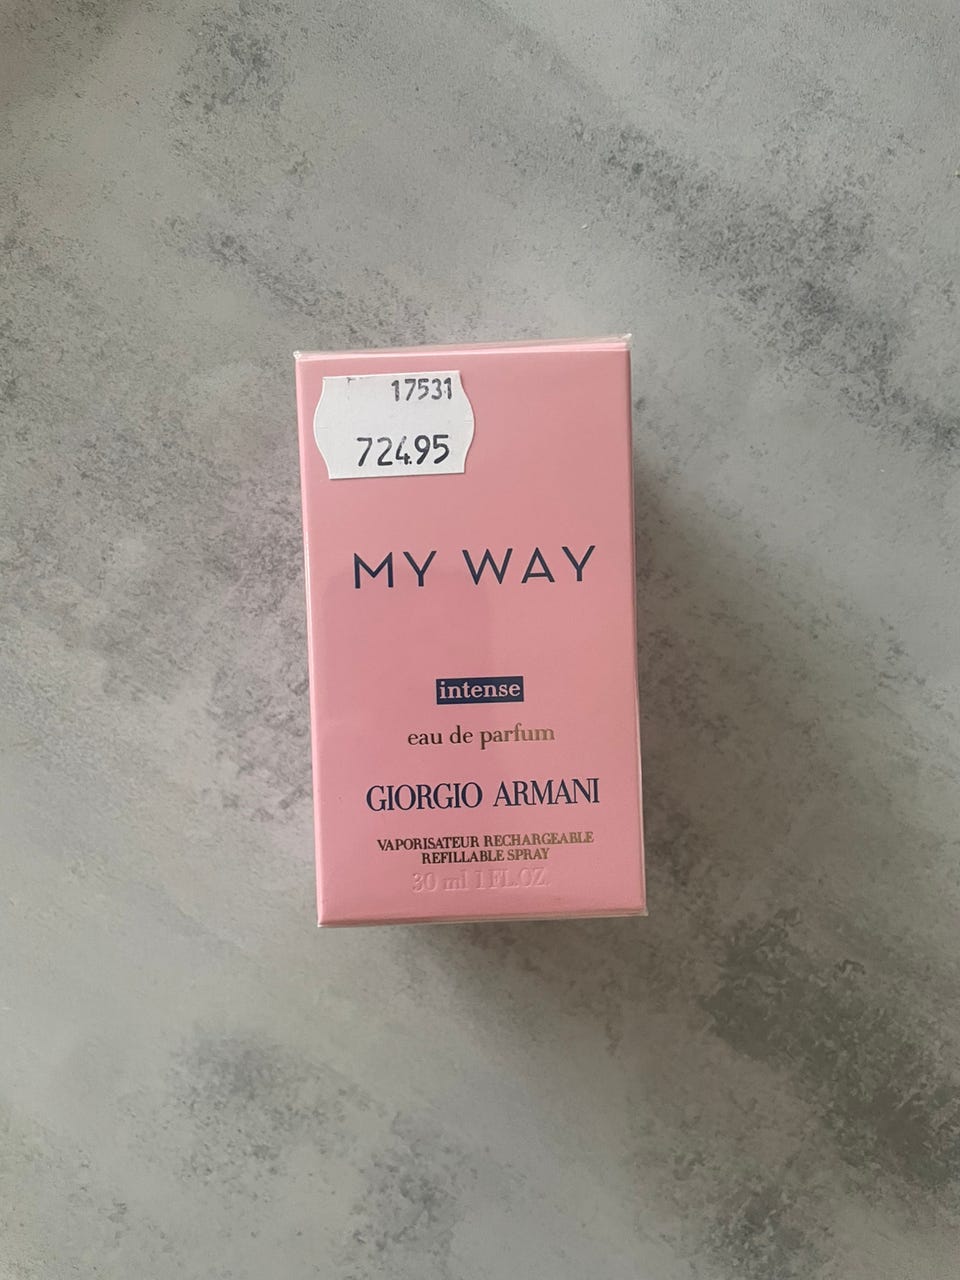 17531
724.95
MY WAY
intense
eau de parfum
GIORGIO ARMANI
VAPORISATEUR RECHARGEABLE
REFILLABLE SPRAY
30 ml 1 FL.OZ.